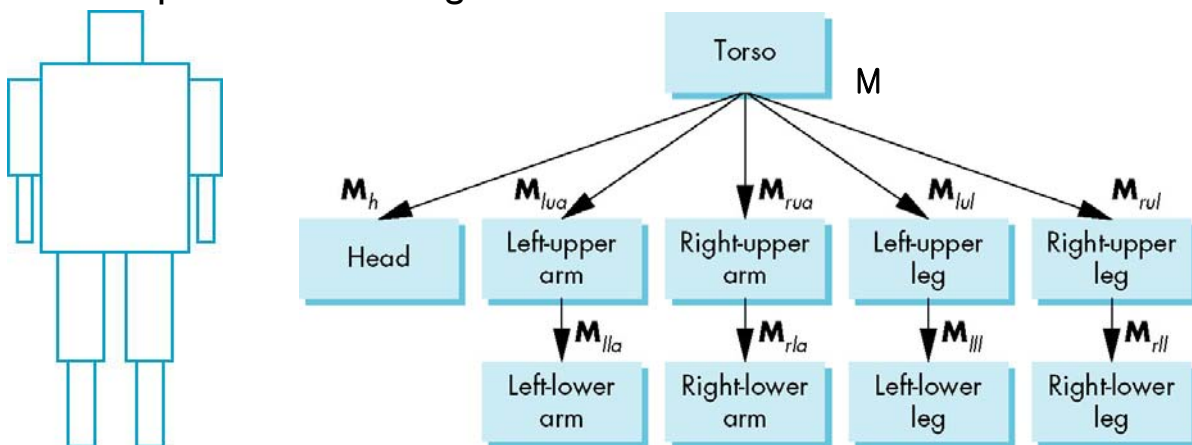 Torso
M
M_h
M_lua
M_rua
M_lul
M_rul
Head
Left-upper
arm
Right-upper
arm
Left-upper
leg
Right-upper
leg
M_lla
M_rla
M_lll
M_rll
Left-lower
arm
Right-lower
arm
Left-lower
leg
Right-lower
leg